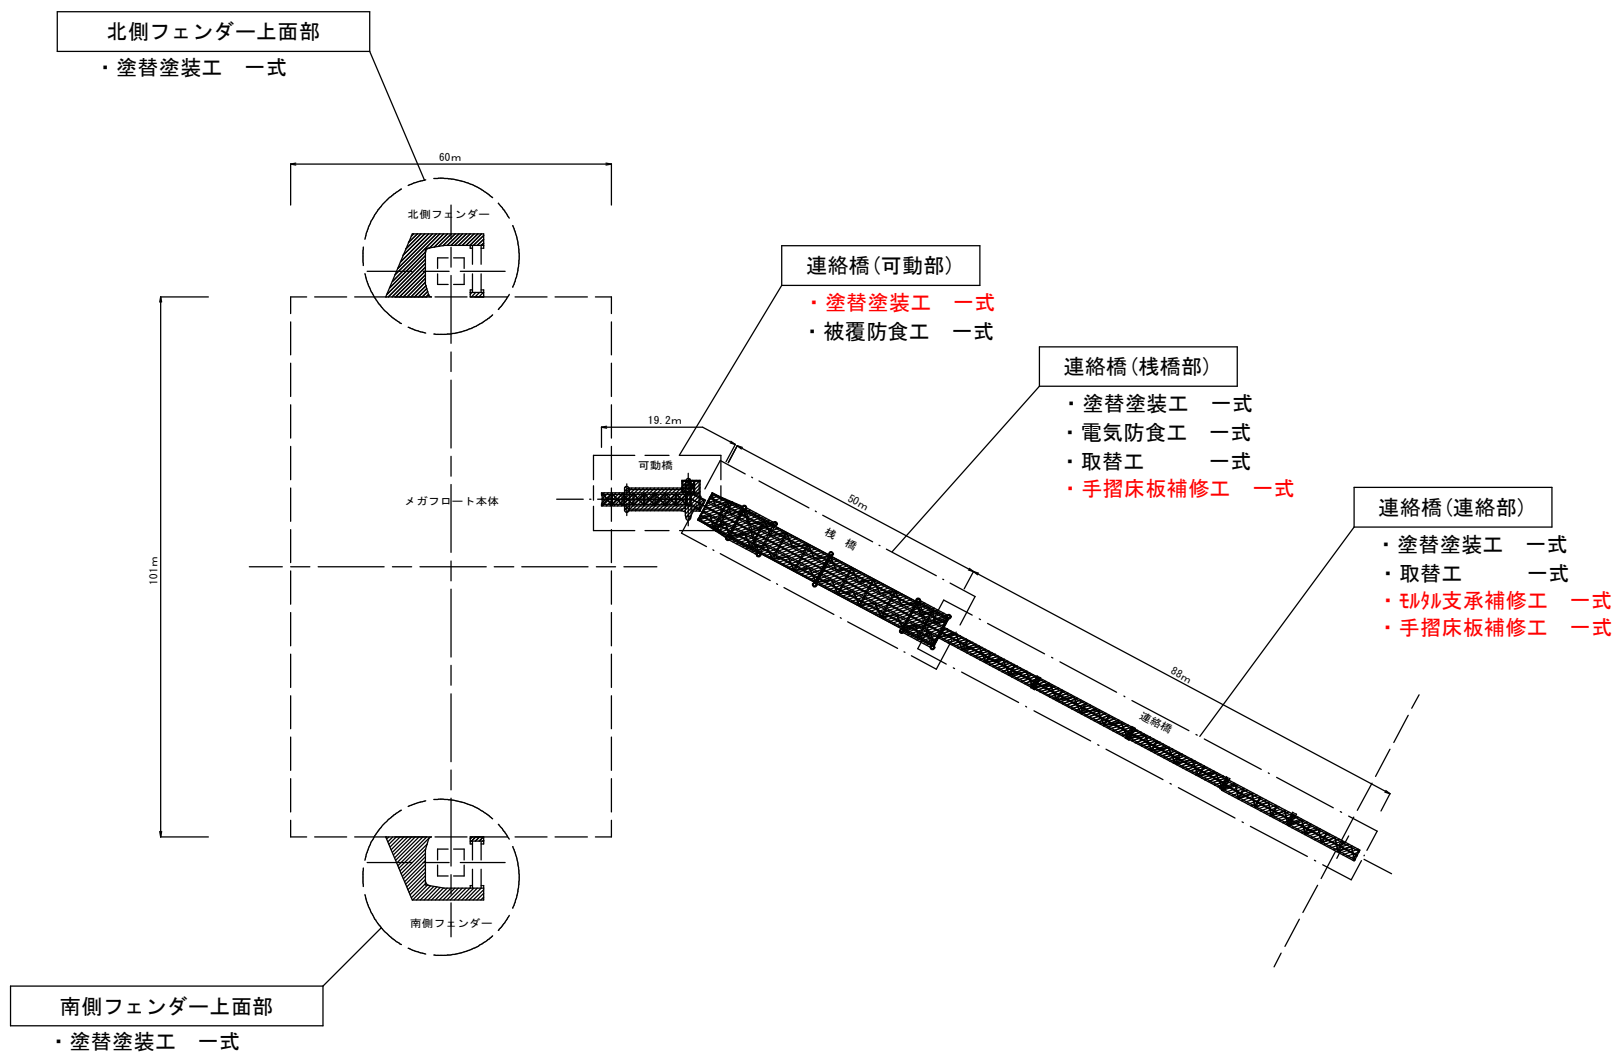 北側フェンダー上面部
・塗替塗装工　一式
60m
北側フェンダー
連絡橋(可動部)
・塗替塗装工　一式
・被覆防食工　一式
連絡橋(桟橋部)
・塗替塗装工　一式
・電気防食工　一式
・取替工　　　一式
・手摺床板補修工　一式
19.2m
可動橋
メガフロート本体
50m
桟 橋
連絡橋(連絡部)
・塗替塗装工　一式
・取替工　　　一式
・ﾓﾙﾀﾙ支承補修工　一式
・手摺床板補修工　一式
101m
88m
連絡橋
南側フェンダー
南側フェンダー上面部
・塗替塗装工　一式